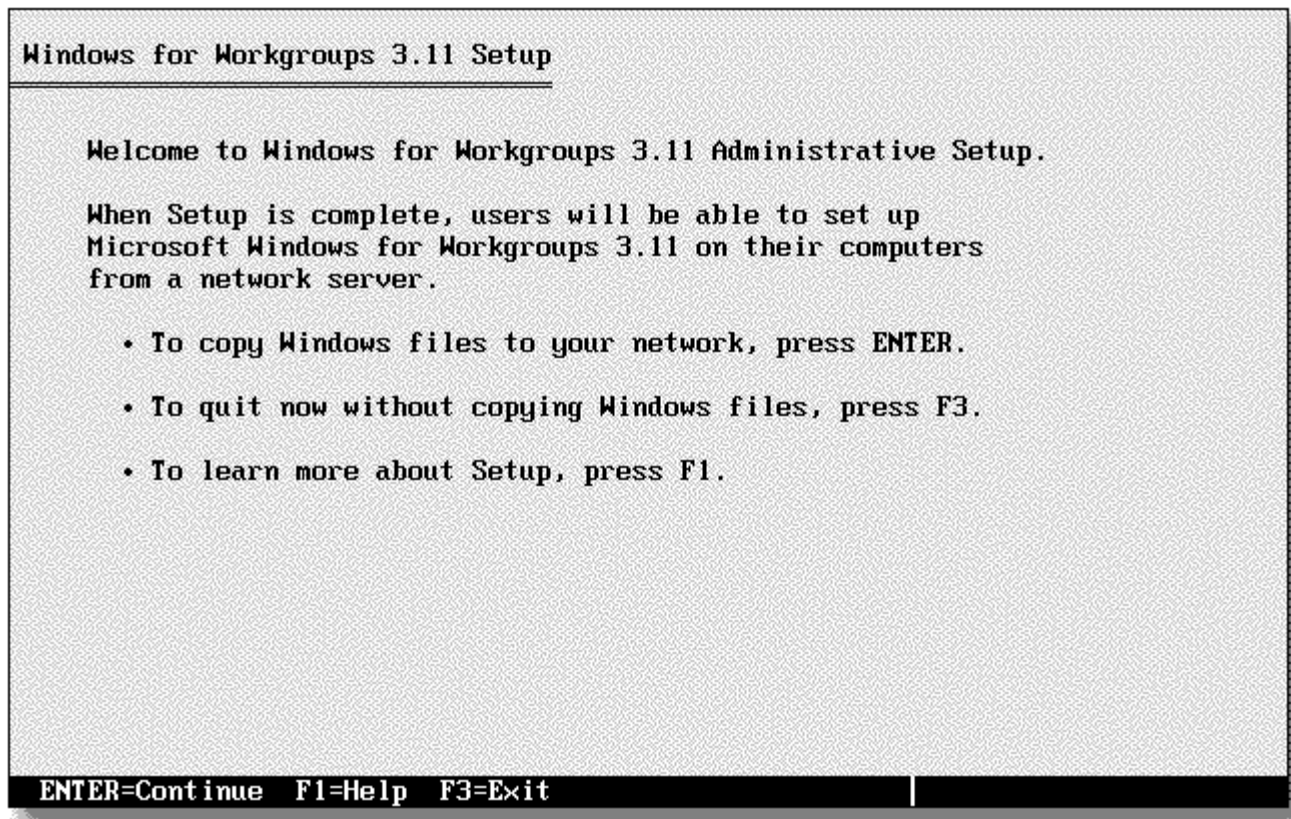 Windows for Workgroups 3.11 Setup
Welcome to Windows for Workgroups 3.11 Administrative Setup.
When Setup is complete, users will be able to set up
Microsoft Windows for Workgroups 3.11 on their computers
from a network server.
• To copy Windows files to your network, press ENTER.
• To quit now without copying Windows files, press F3.
• To learn more about Setup, press F1.
ENTER=Continue  F1=Help  F3=Exit